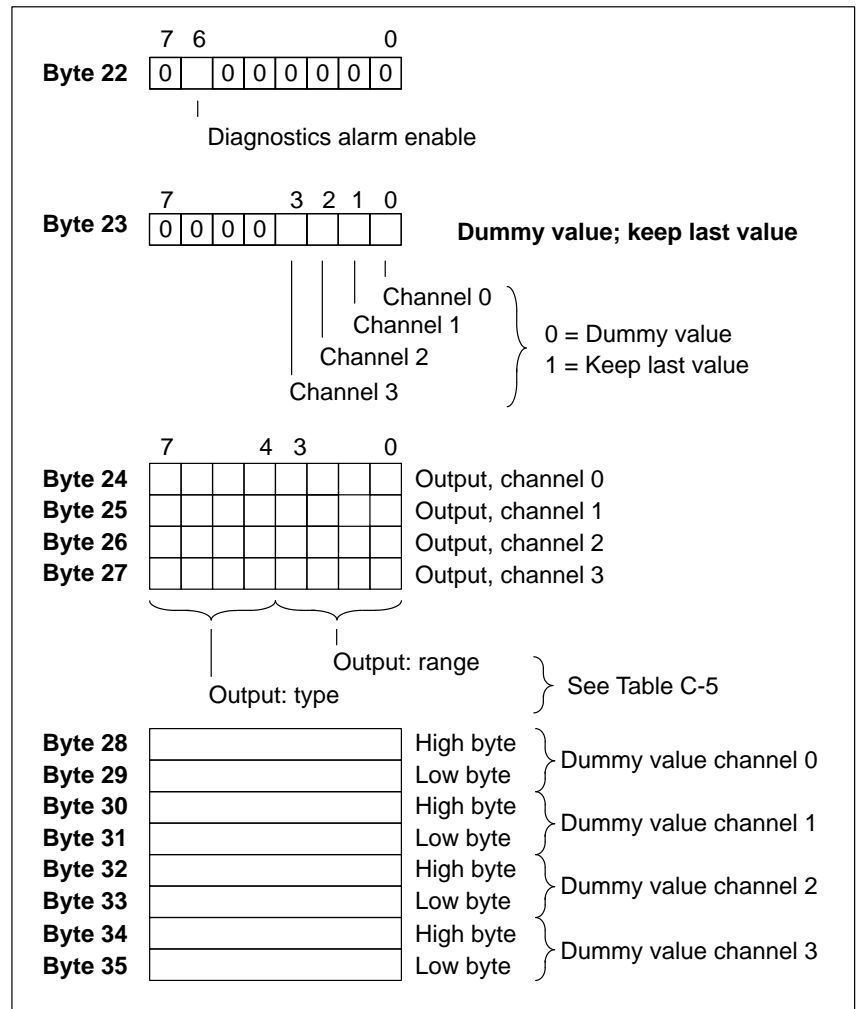 7 6 0
Byte 22 0 0 0 0 0 0 0
Diagnostics alarm enable
7 3 2 1 0
Byte 23 0 0 0 0 Dummy value; keep last value
Channel 0
Channel 1
0 = Dummy value
Channel 2
1 = Keep last value
Channel 3
7 4 3 0
Byte 24 Output, channel 0
Byte 25 Output, channel 1
Byte 26 Output, channel 2
Byte 27 Output, channel 3
Output: range
See Table C-5
Output: type
Byte 28 High byte
Dummy value channel 0
Byte 29 Low byte
Byte 30 High byte
Dummy value channel 1
Byte 31 Low byte
Byte 32 High byte
Dummy value channel 2
Byte 33 Low byte
Byte 34 High byte
Dummy value channel 3
Byte 35 Low byte